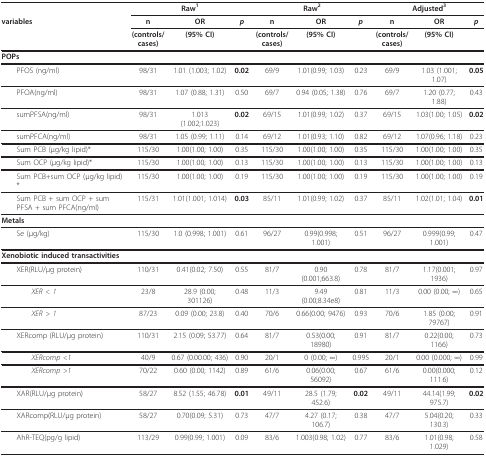 Raw1 Raw2 Adjusted3
variables n OR p n OR p n OR p
(controls/ (95% CI) (controls/ (95% CI) (controls/ (95% CI)
cases) cases) cases)
POPs
PFOS (ng/ml) 98/31 1.01 (1.003; 1.02) 0.02 69/9 1.01(0.99; 1.03) 0.23 69/9 1.03 (1.001; 0.05
1.07)
PFOA(ng/ml) 98/31 1.07 (0.88; 1.31) 0.50 69/7 0.94 (0.05; 1.38) 0.76 69/7 1.20 (0.77; 0.43
1.88)
sumPFSA(ng/ml) 98/31 1.013 0.02 69/15 1.01(0.99; 1.02) 0.37 69/15 1.03(1.00; 1.05) 0.02
(1.002;1.023)
sumPFCA(ng/ml) 98/31 1.05 (0.99; 1.11) 0.14 69/12 1.01(0.93; 1.10) 0.82 69/12 1.07(0.96; 1.18) 0.23
Sum PCB (µg/kg lipid)* 115/30 1.00(1.00; 1.00) 0.35 115/30 1.00(1.00; 1.00) 0.35 115/30 1.00(1.00; 1.00) 0.35
Sum OCP (µg/kg lipid)* 115/30 1.00(1.00; 1.00) 0.13 115/30 1.00(1.00; 1.00) 0.13 115/30 1.00(1.00; 1.00) 0.13
Sum PCB+sum OCP (µg/kg lipid) 115/30 1.00(1.00; 1.00) 0.19 115/30 1.00(1.00; 1.00) 0.19 115/30 1.00(1.00; 1.00) 0.19
*
Sum PCB + sum OCP + sum 115/31 1.01(1.001; 1.014) 0.03 85/11 1.01(0.99; 1.02) 0.37 85/11 1.02(1.01; 1.04) 0.01
PFSA + sum PFCA(ng/ml)
Metals
Se (µg/kg) 115/30 1.0 (0.998; 1.001) 0.61 96/27 0.99(0.998; 0.51 96/27 0.999(0.99; 0.47
1.001) 1.001)
Xenobiotic induced transactivities
XER(RLU/µg protein) 110/31 0.41(0.02; 7.50) 0.55 81/7 0.90 0.78 81/7 1.17(0.001; 0.97
(0.001;663.8) 1936)
XER < 1 23/8 28.9 (0.00; 0.48 11/3 9.49 0.81 11/3 0.00 (0.00; ∞) 0.65
301126) (0.00;8.34e8)
XER > 1 87/23 0.09 (0.00; 23.8) 0.40 70/6 0.66(0.00; 9476) 0.93 70/6 1.85 (0.00; 0.91
79767)
XERcomp (RLU/µg protein) 110/31 2.15 (0.09; 53.77) 0.64 81/7 0.53(0.00; 0.91 81/7 0.22(0.00; 0.73
18980) 1166)
XERcomp <1 40/9 0.67 (0.00.00; 436) 0.90 20/1 0 (0.00; ∞) 0.995 20/1 0.00 (0.000; ∞) 0.99
XERcomp >1 70/22 0.60 (0.00; 1142) 0.89 61/6 0.06(0.00; 0.67 61/6 0.00(0.000; 0.12
56092) 111.6)
XAR(RLU/µg protein) 58/27 8.52 (1.55; 46.78) 0.01 49/11 28.5 (1.79; 0.02 49/11 44.14(1.99; 0.02
452.6) 975.7)
XARcomp(RLU/µg protein) 58/27 0.70(0.09; 5.31) 0.73 47/7 4.27 (0.17; 0.38 47/7 5.04(0.20; 0.33
106.7) 130.3)
AhR-TEQ(pg/g lipid) 113/29 0.99(0.99; 1.001) 0.09 83/6 1.003(0.98; 1.02) 0.77 83/6 1.01(0.98; 0.58
1.029)